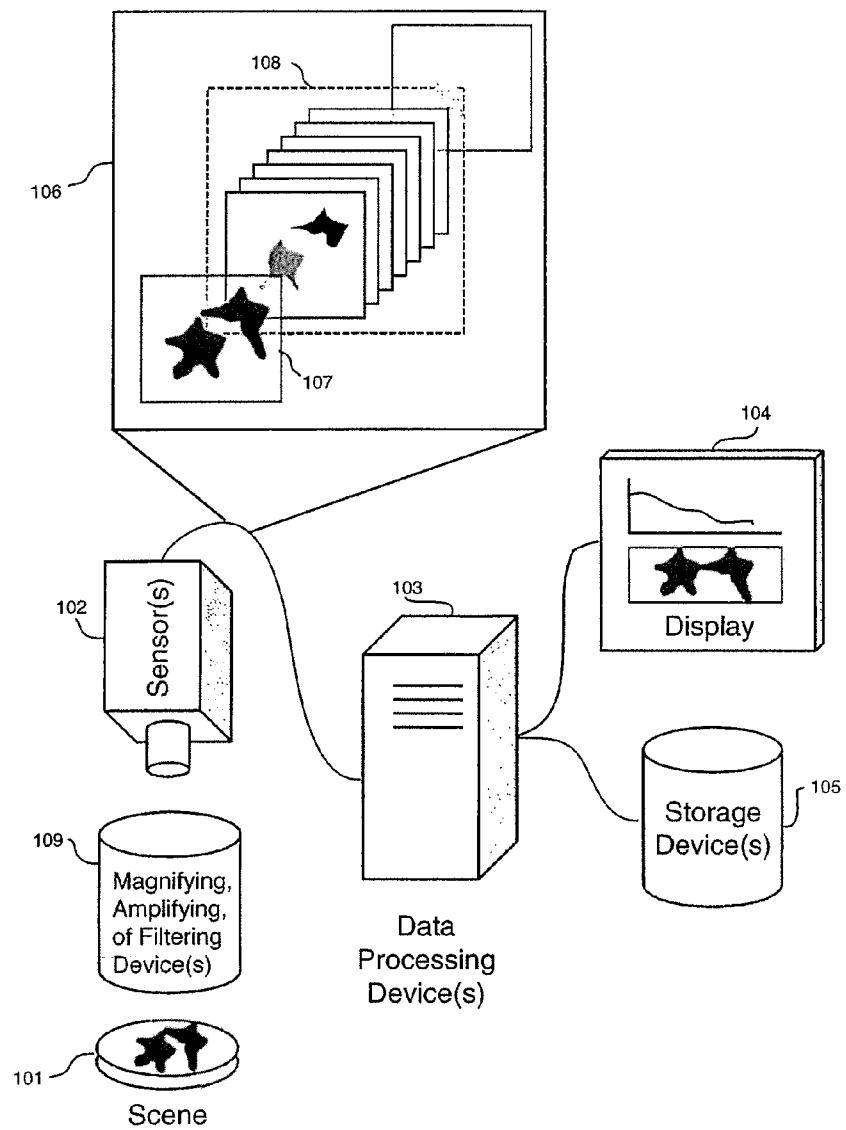 108
106
107
104
Display
102
Sensor(s)
103
105
Storage
Device(s)
109
Magnifying,
Amplifying,
of Filtering
Device(s)
Data
Processing
Device(s)
101
Scene